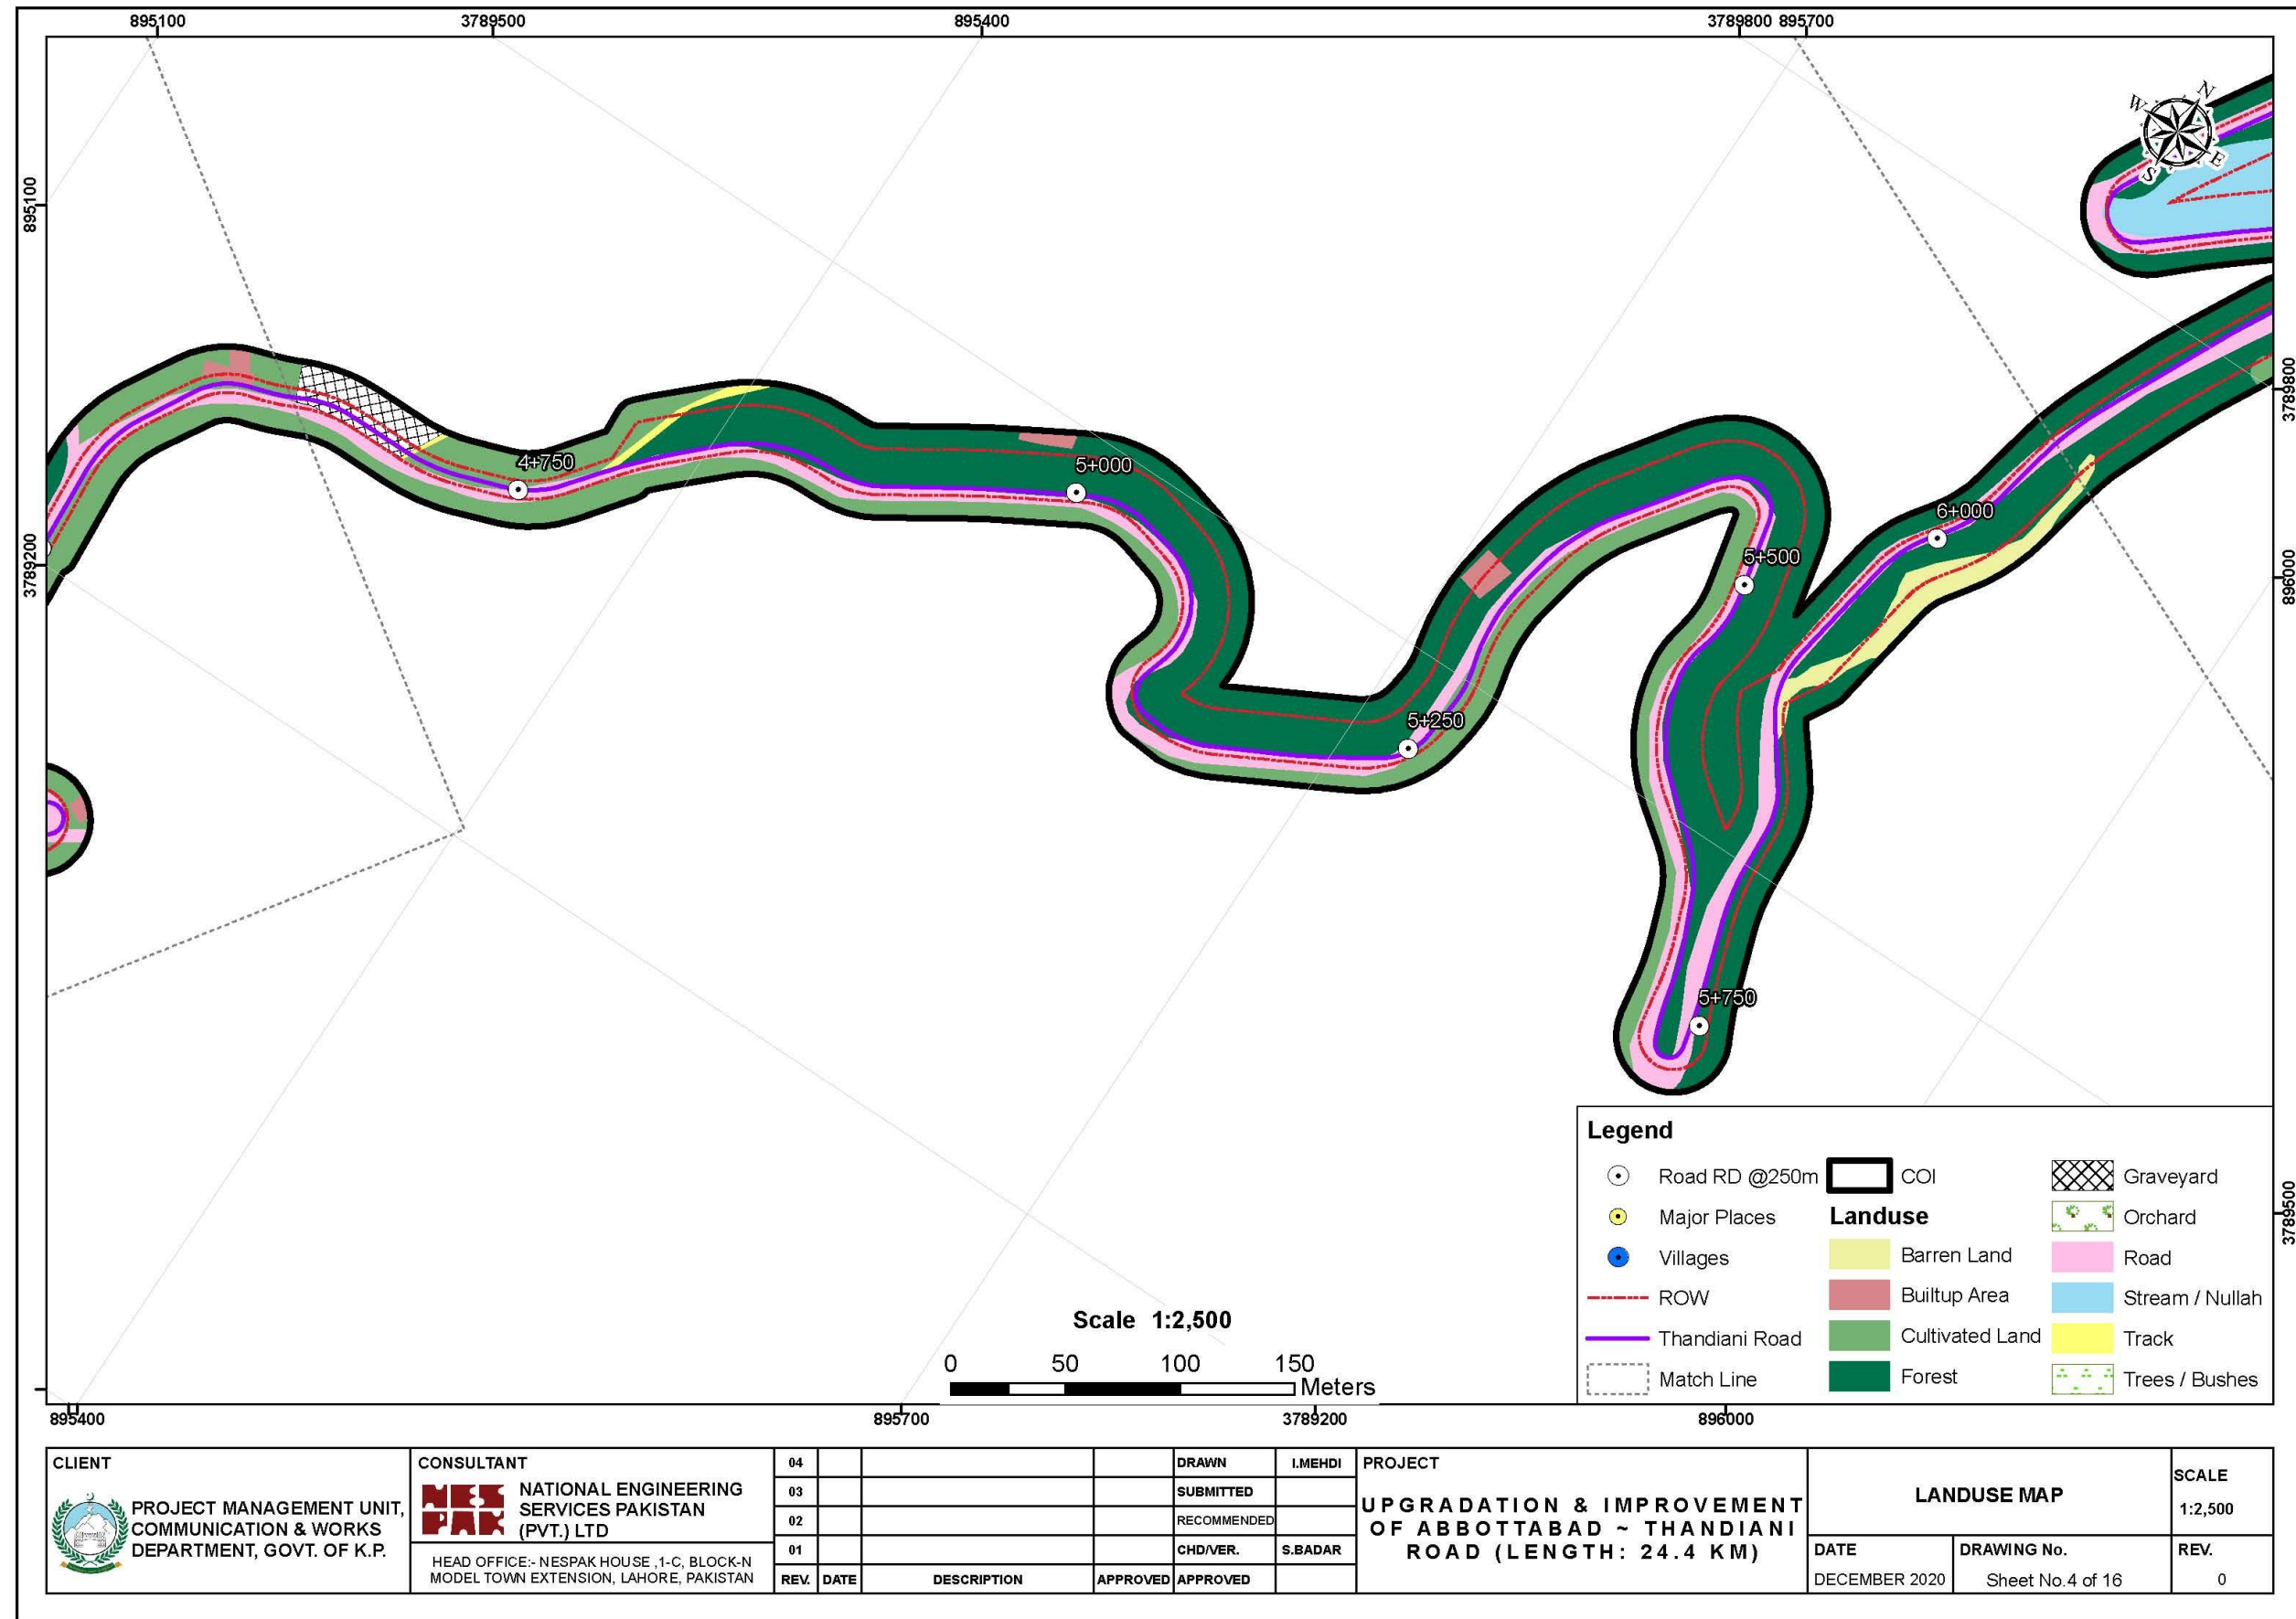 895100
3789500
895400
3789800
895700
895100
3789200
3789800
896000
3789500
N
W
E
S
4+750
5+000
5+250
5+500
5+750
6+000
Legend
Road RD @250m
Major Places
Villages
ROW
Thandiani Road
Match Line
COI
Landuse
Barren Land
Builtup Area
Cultivated Land
Forest
Graveyard
Orchard
Road
Stream / Nullah
Track
Trees / Bushes
Scale 1:2,500
0 50 100 150
Meters
895400
895700
3789200
896000
CLIENT
PROJECT MANAGEMENT UNIT,
COMMUNICATION & WORKS
DEPARTMENT, GOVT. OF K.P.
CONSULTANT
NES
PAK
NATIONAL ENGINEERING
SERVICES PAKISTAN
(PVT.) LTD
HEAD OFFICE:- NESPAK HOUSE ,1-C, BLOCK-N
MODEL TOWN EXTENSION, LAHORE, PAKISTAN
04
03
02
01
REV. DATE DESCRIPTION APPROVED
DRAWN I.MEHDI
SUBMITTED
RECOMMENDED
CHD/VER. S.BADAR
APPROVED
PROJECT
UPGRADATION & IMPROVEMENT
OF ABBOTTABAD ~ THANDIANI
ROAD (LENGTH: 24.4 KM)
LANDUSE MAP
SCALE
1:2,500
DATE
DECEMBER 2020
DRAWING No.
Sheet No.4 of 16
REV.
0